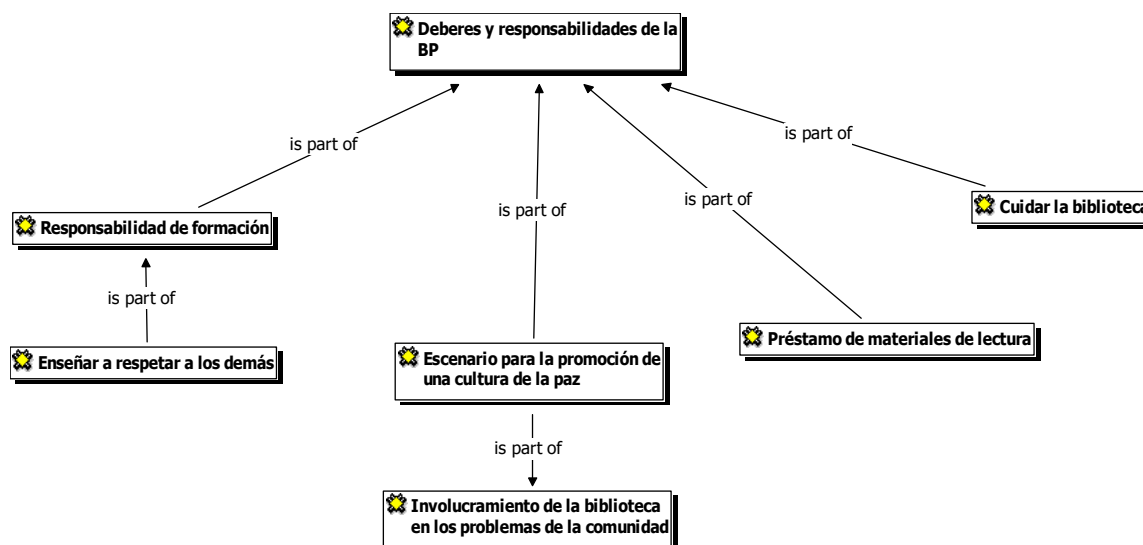 Deberes y responsabilidades de la
BP
is part of
is part of
is part of
is part of
Cuidar la biblioteca
Responsabilidad de formación
is part of
Préstamo de materiales de lectura
Enseñar a respetar a los demás
Escenario para la promoción de
una cultura de la paz
is part of
Involucramiento de la biblioteca
en los problemas de la comunidad